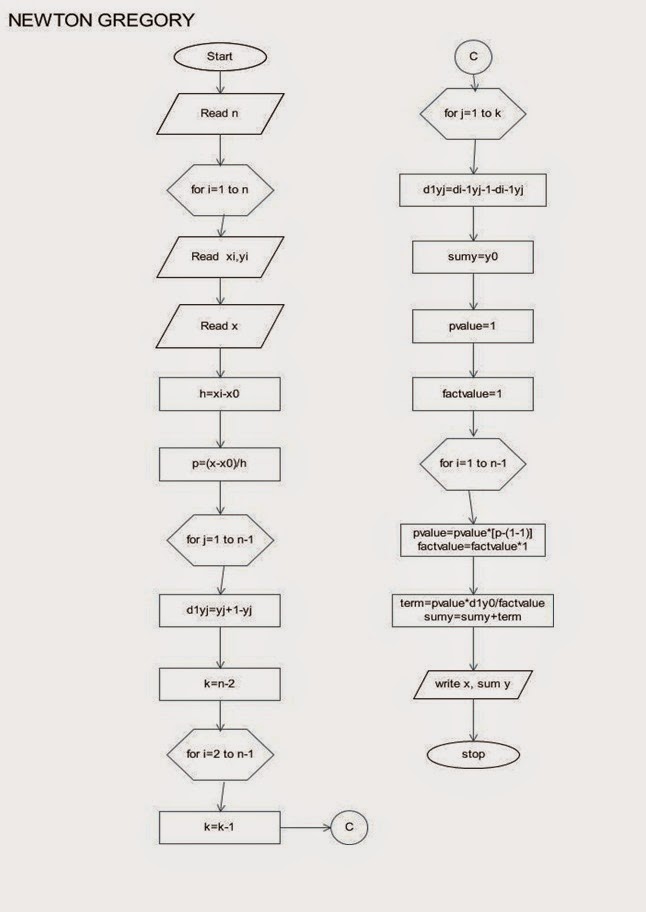 NEWTON GREGORY
Start
Read n
for i=1 to n
Read xi,yi
Read x
h=xi-x0
p=(x-x0)/h
for j=1 to n-1
d1yj=yj+1-yj
k=n-2
for i=2 to n-1
k=k-1
C
C
for j=1 to k
d1yj=di-1yj-1-di-1yj
sumy=y0
pvalue=1
factvalue=1
for i=1 to n-1
pvalue=pvalue*[p-(1-1)]
factvalue=factvalue*1
term=pvalue*d1y0/factvalue
sumy=sumy+term
write x, sum y
stop